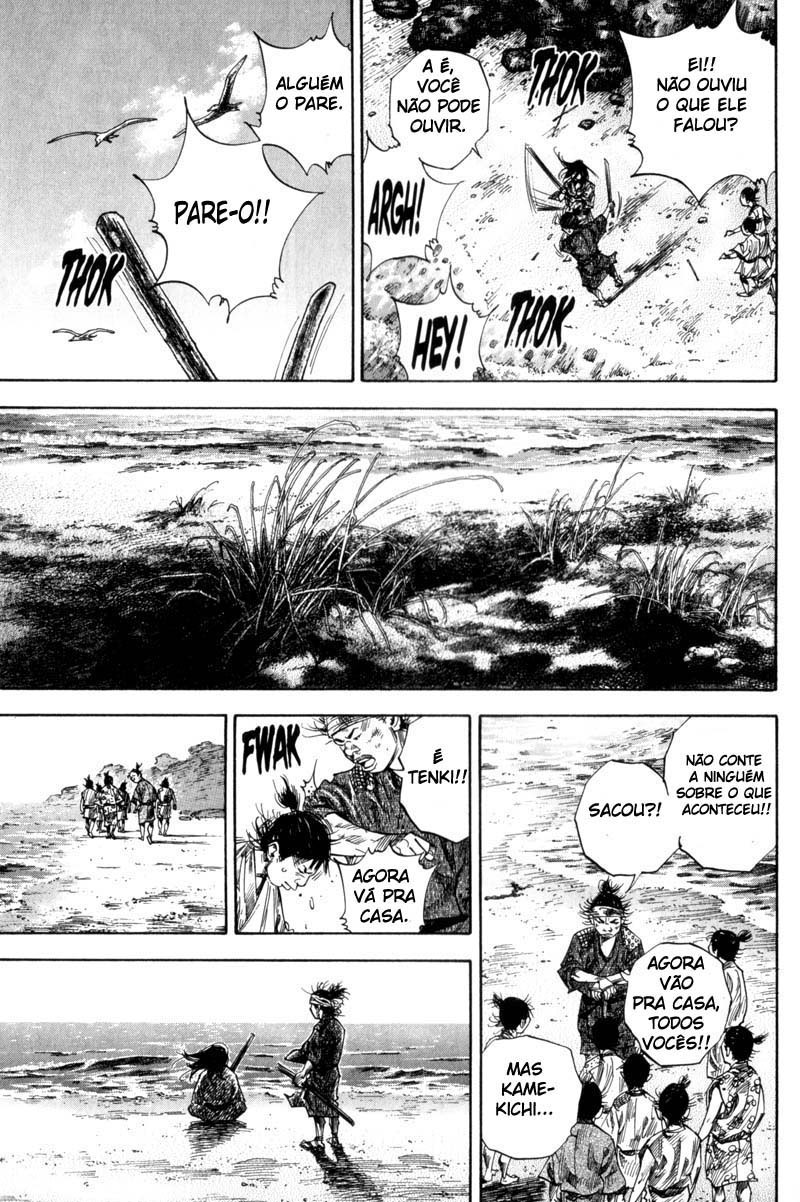 EI!!
NÃO OUVIU
O QUE ELE
FALOU?
THOK
A É,
VOCÊ
NÃO PODE
OUVIR.
ARGH!
HEY!
THOK
ALGUÉM
O PARE.
PARE-O!!
THOK
NÃO CONTE
A NINGUÉM
SOBRE O QUE
ACONTECEU!!
SACOU?!
AGORA
VÃO
PRA CASA,
TODOS
VOCÊS!!
MAS
KAME-
KICHI...
FWAK
É
TENKI!!
AGORA
VÁ PRA
CASA.